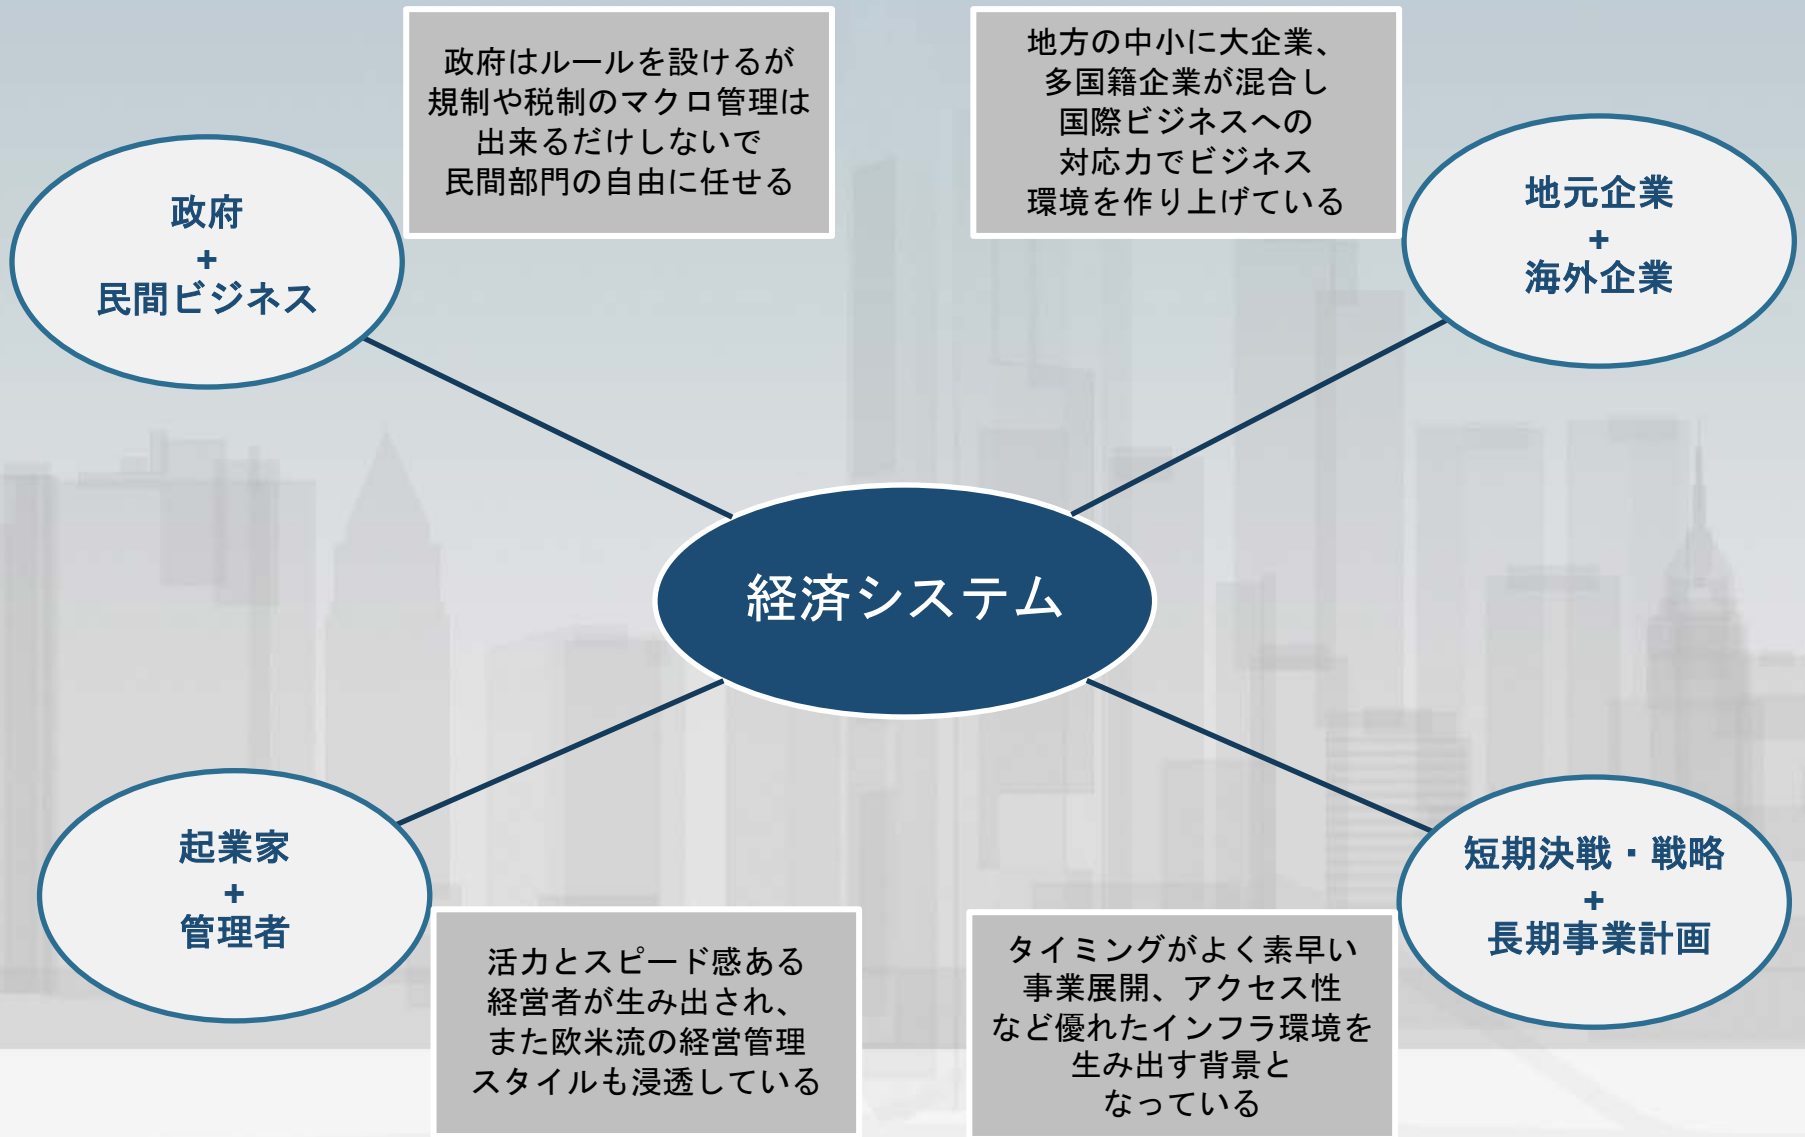 政府はルールを設けるが
規制や税制のマクロ管理は
出来るだけしないで
民間部門の自由に任せる
地方の中小に大企業、
多国籍企業が混合し
国際ビジネスへの
対応力でビジネス
環境を作り上げている
政府
+
民間ビジネス
地元企業
+
海外企業
経済システム
起業家
+
管理者
短期決戦・戦略
+
長期事業計画
活力とスピード感ある
経営者が生み出され、
また欧米流の経営管理
スタイルも浸透している
タイミングがよく素早い
事業展開、アクセス性
など優れたインフラ環境を
生み出す背景と
なっている